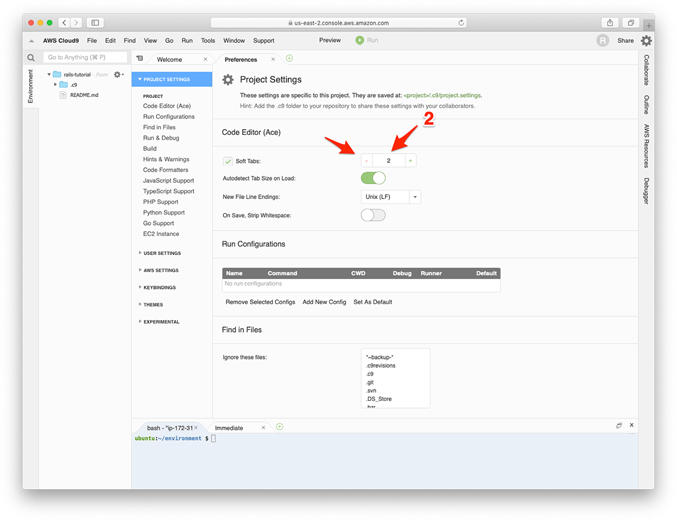 us-east-2.console.aws.amazon.com
AWS Cloud9 File Edit Find View Go Run Tools Window Support Preview Run Share
Go to Anything (⌘ P)
Welcome Preferences
Environment
rails-tutorial
.c9
README.md
PROJECT SETTINGS
PROJECT
Code Editor (Ace)
Run Configurations
Find in Files
Run & Debug
Build
Hints & Warnings
Code Formatters
JavaScript Support
TypeScript Support
PHP Support
Python Support
Go Support
EC2 Instance
USER SETTINGS
AWS SETTINGS
KEYBINDINGS
THEMES
EXPERIMENTAL
Project Settings
These settings are specific to this project. They are saved at: <project>/.c9/project.settings.
Hint: Add the .c9 folder to your repository to share these settings with your collaborators.
Code Editor (Ace)
2
Soft Tabs: - 2 +
Autodetect Tab Size on Load:
New File Line Endings: Unix (LF)
On Save, Strip Whitespace:
Run Configurations
Name Command CWD Debug Runner Default
No run configurations
Remove Selected Configs Add New Config Set As Default
Find in Files
Ignore these files:
.c9revisions
.c9
.git
.svn
.DS_Store
Collaborate
Outline
AWS Resources
Debugger
bash - "ip-172-31 Immediate
ubuntu:~/environment $